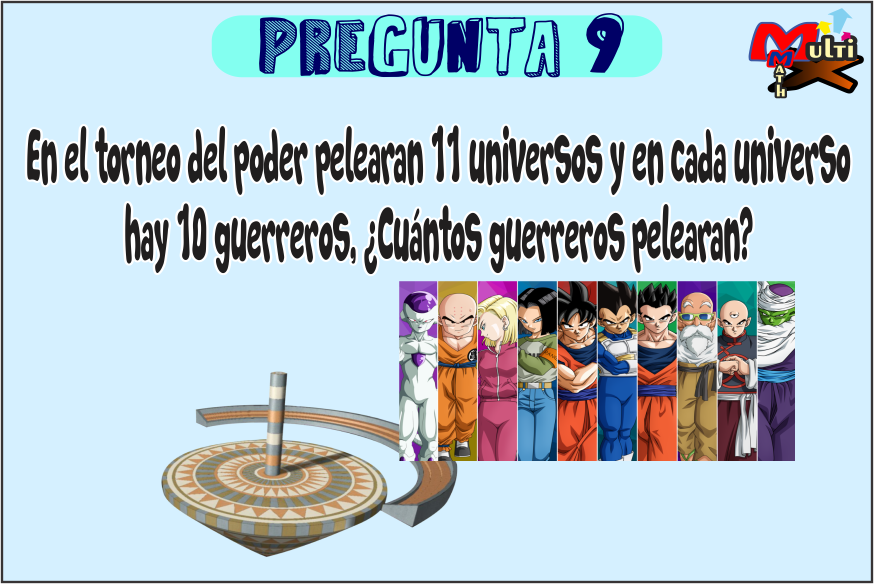 PREGUNTA 9
Multi
MATH
X
En el torneo del poder pelearan 11 universos y en cada universo
hay 10 guerreros, ¿Cuántos guerreros pelearan?